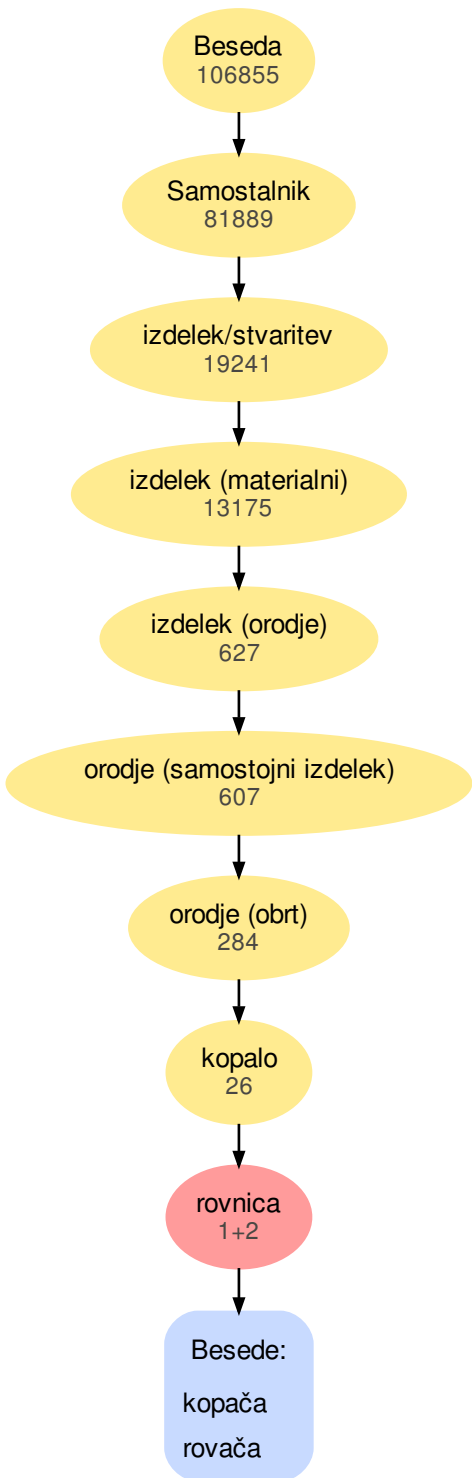 Beseda
106855
Samostalnik
81889
izdelek/stvaritev
19241
izdelek (materialni)
13175
izdelek (orodje)
627
orodje (samostojni izdelek)
607
orodje (obrt)
284
kopalo
26
rovnica
1+2
Besede:
kopača
rovača